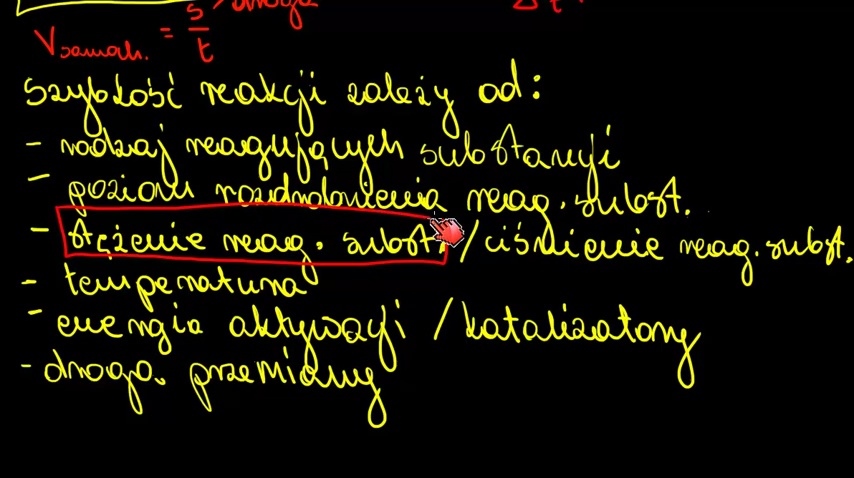 s / droga
V samoch. = s/t
Szybkość reakcji zależy od:
- rodzaj reagujących substancji
- poziom rozdrobnienia reag. subst.
- stężenie reag. subst. / ciśnienie reag. subst.
- temperatura
- energia aktywacji / katalizatory
- droga przemiany